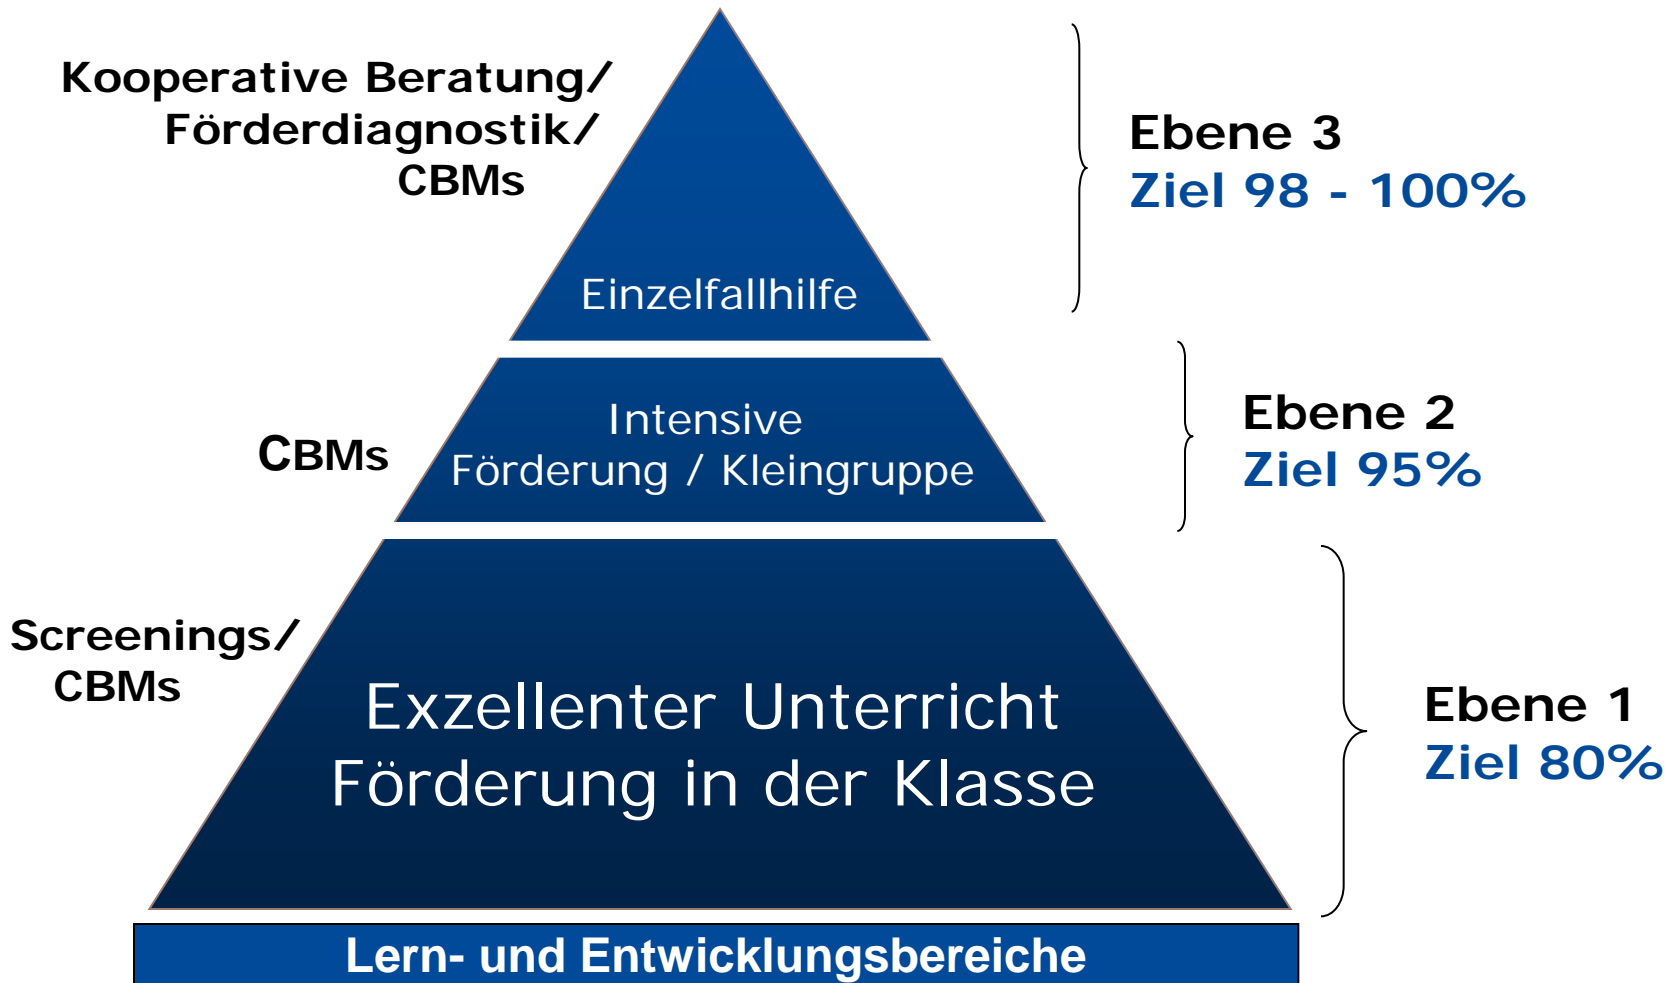 Kooperative Beratung/
Förderdiagnostik/
CBMs
Einzelfallhilfe
Ebene 3
Ziel 98 - 100%
CBMs
Intensive
Förderung / Kleingruppe
Ebene 2
Ziel 95%
Screenings/
CBMs
Exzellenter Unterricht
Förderung in der Klasse
Ebene 1
Ziel 80%
Lern- und Entwicklungsbereiche